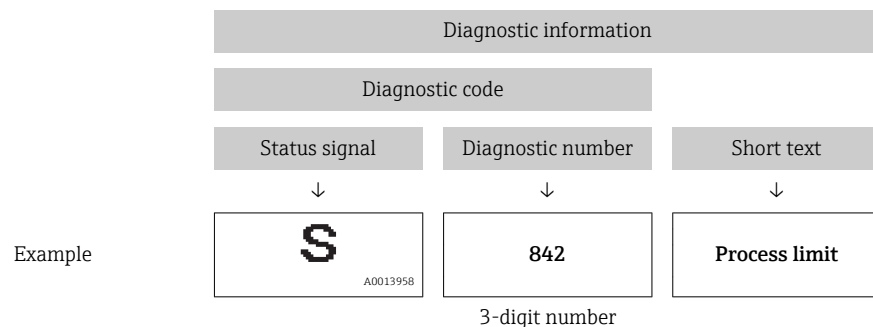 Diagnostic information
Diagnostic code
Status signal Diagnostic number Short text
↓ ↓ ↓
Example S 842 Process limit
A0013958
3-digit number